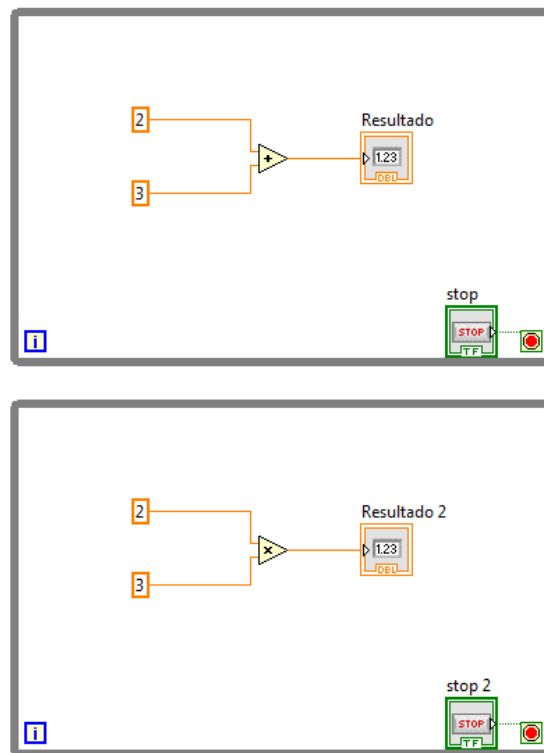 2
+
Resultado
1.23
DBL
3
stop
STOP
TF
i
2
x
Resultado 2
1.23
DBL
3
stop 2
STOP
TF
i